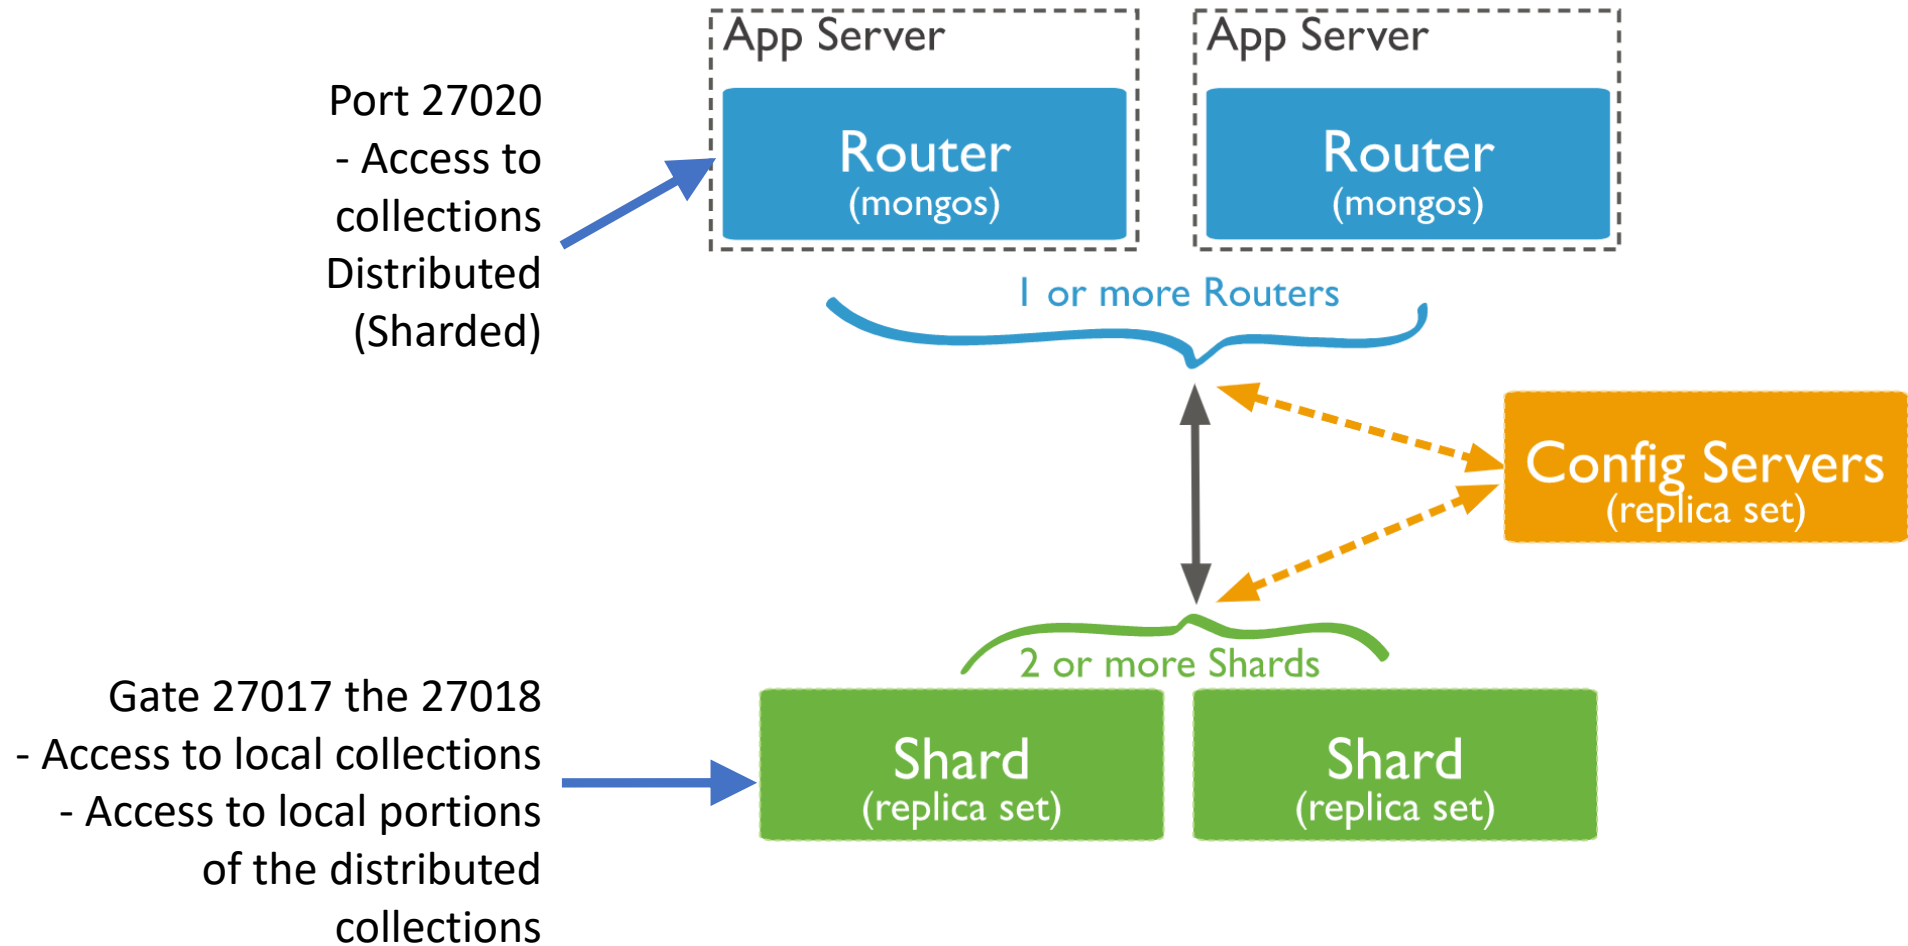 App Server
App Server
Port 27020
- Access to
collections
Distributed
(Sharded)
Router
(mongos)
Router
(mongos)
1 or more Routers
Config Servers
(replica set)
2 or more Shards
Gate 27017 the 27018
- Access to local collections
- Access to local portions
of the distributed
collections
Shard
(replica set)
Shard
(replica set)